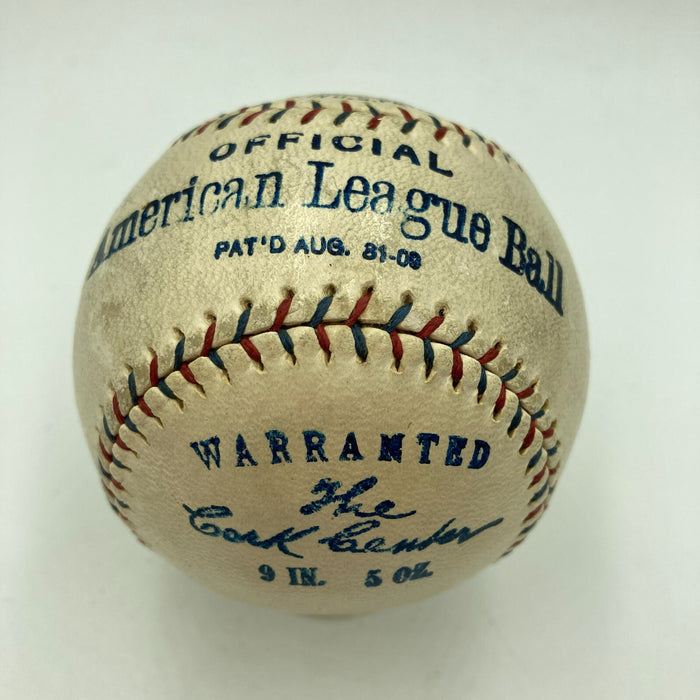 OFFICIAL
American League Ball
PAT'D AUG. 31-09
WARRANTED
The
Cork Center
9 IN. 5 OZ.